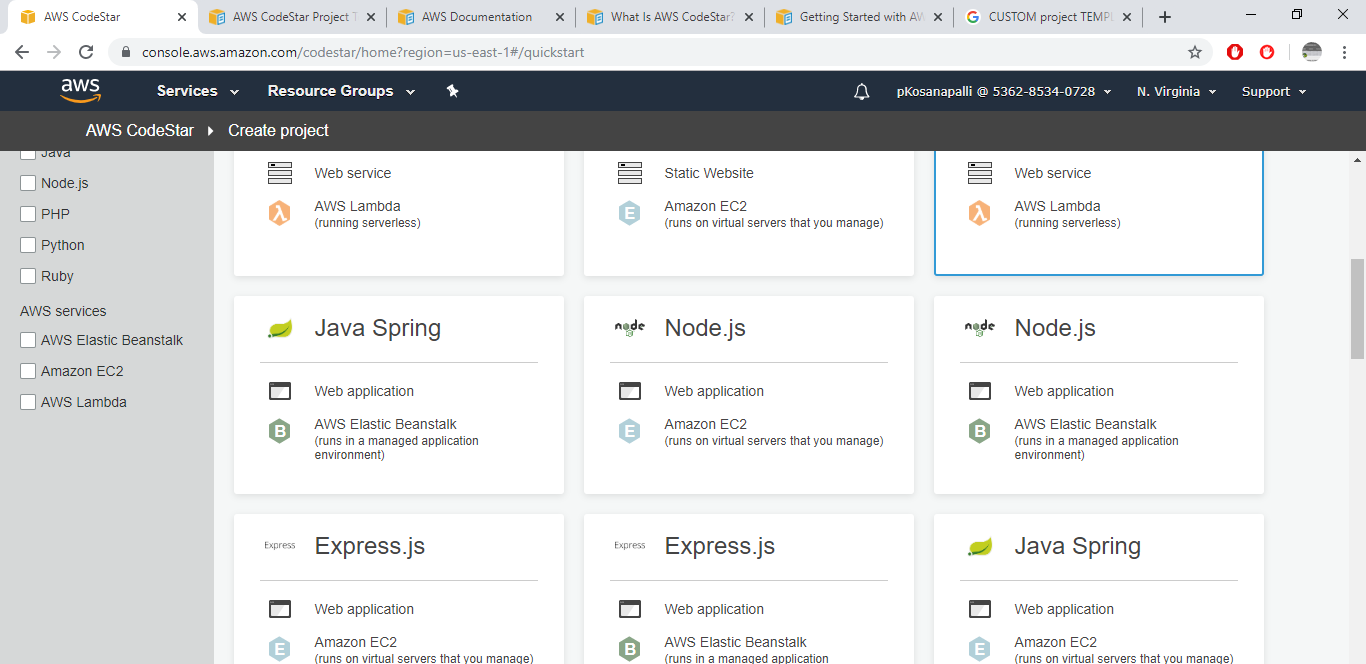 AWS CodeStar
AWS CodeStar Project T
AWS Documentation
What Is AWS CodeStar?
Getting Started with AW
CUSTOM project TEMPL
console.aws.amazon.com/codestar/home?region=us-east-1#/quickstart
aws
Services
Resource Groups
pKosanapalli @ 5362-8534-0728
N. Virginia
Support
AWS CodeStar
Create project
Java
Node.js
PHP
Python
Ruby
AWS services
AWS Elastic Beanstalk
Amazon EC2
AWS Lambda
Web service
AWS Lambda
(running serverless)
Static Website
E
Amazon EC2
(runs on virtual servers that you manage)
Web service
AWS Lambda
(running serverless)
Java Spring
Web application
B
AWS Elastic Beanstalk
(runs in a managed application
environment)
node
Node.js
Web application
E
Amazon EC2
(runs on virtual servers that you manage)
node
Node.js
Web application
B
AWS Elastic Beanstalk
(runs in a managed application
environment)
Express
Express.js
Web application
E
Amazon EC2
(runs on virtual servers that you manage)
Express
Express.js
Web application
B
AWS Elastic Beanstalk
(runs in a managed application
Java Spring
Web application
E
Amazon EC2
(runs on virtual servers that you manage)